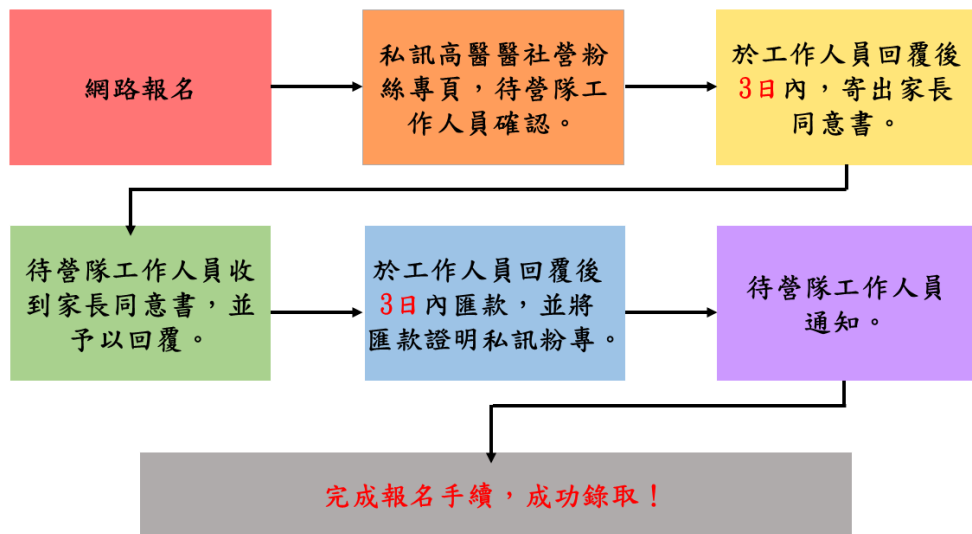 網路報名
私訊高醫醫社營粉
絲專頁，待營隊工
作人員確認。
於工作人員回覆後
3日內，寄出家長
同意書。
待營隊工作人員收
到家長同意書，並
予以回覆。
於工作人員回覆後
3日內匯款，並將
匯款證明私訊粉專。
待營隊工作人員
通知。
完成報名手續，成功錄取！